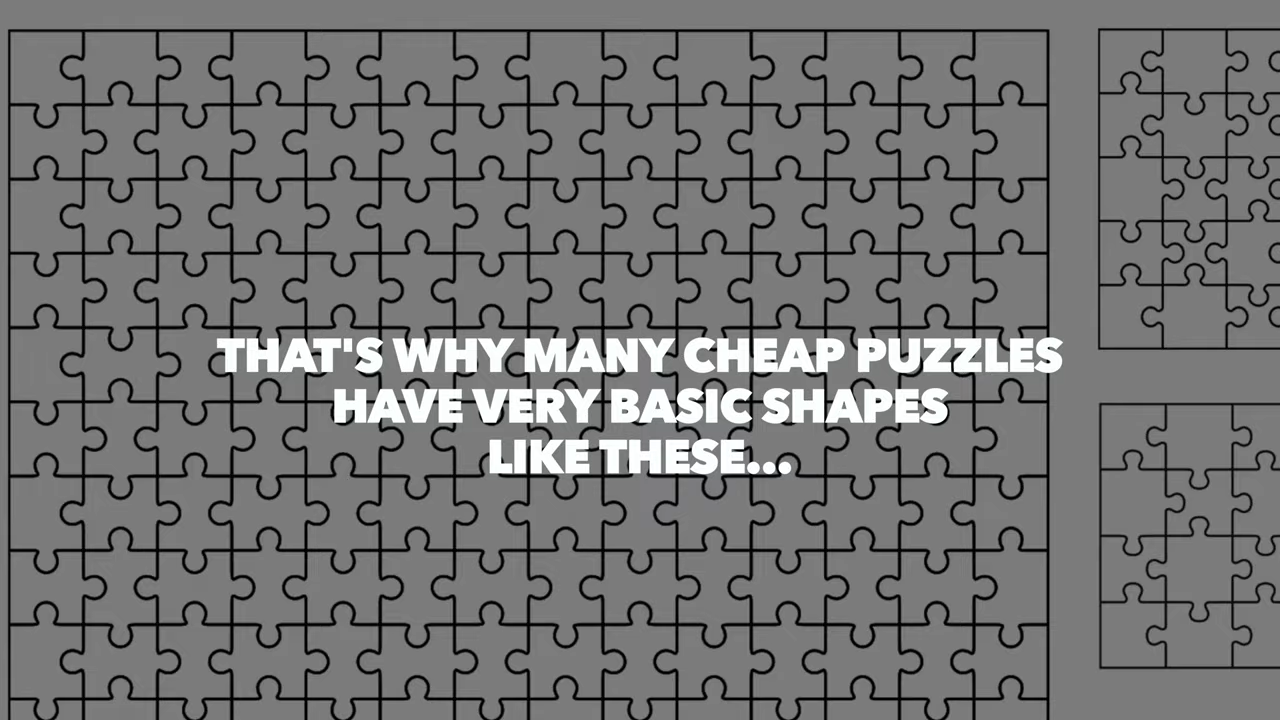 THAT'S WHY MANY CHEAP PUZZLES
HAVE VERY BASIC SHAPES
LIKE THESE...